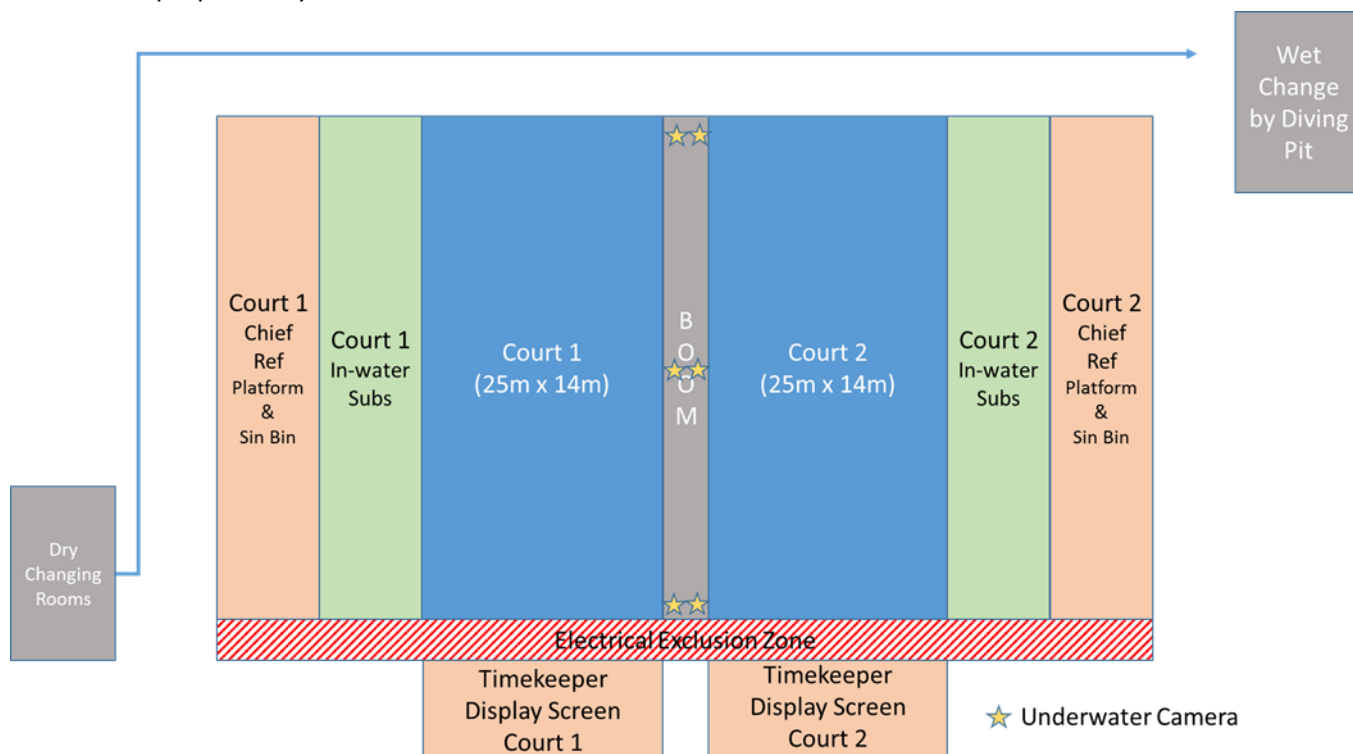 Wet
Change
by Diving
Pit
Court 1
Chief
Ref
Platform
&
Sin Bin
Court 1
In-water
Subs
Court 1
(25m x 14m)
B
O
O
M
Court 2
(25m x 14m)
Court 2
In-water
Subs
Court 2
Chief
Ref
Platform
&
Sin Bin
Dry
Changing
Rooms
Electrical Exclusion Zone
Timekeeper
Display Screen
Court 1
Timekeeper
Display Screen
Court 2
Underwater Camera